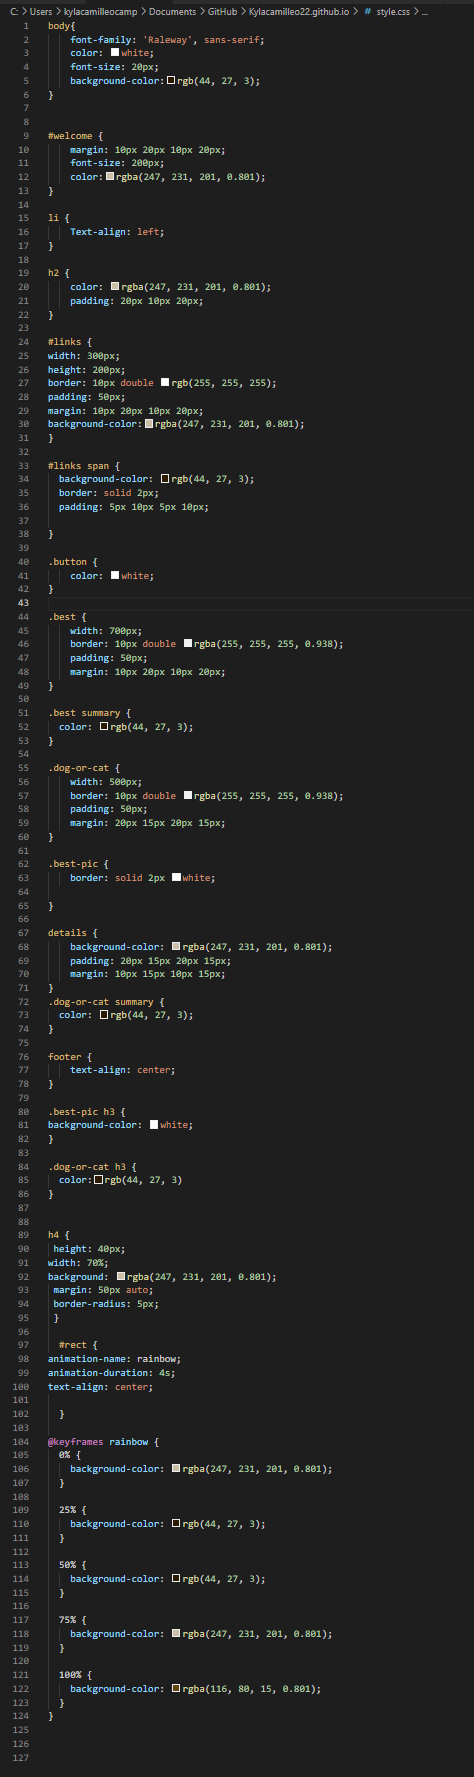 C: > Users > kylacamilleocamp > Documents > GitHub > Kylacamilleo22.github.io > # style.css > ...
1 body{
2 font-family: 'Raleway', sans-serif;
3 color: white;
4 font-size: 20px;
5 background-color: rgb(44, 27, 3);
6 }
7
8
9 #welcome {
10 margin: 10px 20px 10px 20px;
11 font-size: 200px;
12 color: rgba(247, 231, 201, 0.801);
13 }
14
15 li {
16 Text-align: left;
17 }
18
19 h2 {
20 color: rgba(247, 231, 201, 0.801);
21 padding: 20px 10px 20px;
22 }
23
24 #links {
25 width: 300px;
26 height: 200px;
27 border: 10px double rgb(255, 255, 255);
28 padding: 50px;
29 margin: 10px 20px 10px 20px;
30 background-color: rgba(247, 231, 201, 0.801);
31 }
32
33 #links span {
34 background-color: rgb(44, 27, 3);
35 border: solid 2px;
36 padding: 5px 10px 5px 10px;
37
38 }
39
40 .button {
41 color: white;
42 }
43
44 .best {
45 width: 700px;
46 border: 10px double rgba(255, 255, 255, 0.938);
47 padding: 50px;
48 margin: 10px 20px 10px 20px;
49 }
50
51 .best summary {
52 color: rgb(44, 27, 3);
53 }
54
55 .dog-or-cat {
56 width: 500px;
57 border: 10px double rgba(255, 255, 255, 0.938);
58 padding: 50px;
59 margin: 20px 15px 20px 15px;
60 }
61
62 .best-pic {
63 border: solid 2px white;
64
65 }
66
67 details {
68 background-color: rgba(247, 231, 201, 0.801);
69 padding: 20px 15px 20px 15px;
70 margin: 10px 15px 10px 15px;
71 }
72 .dog-or-cat summary {
73 color: rgb(44, 27, 3);
74 }
75
76 footer {
77 text-align: center;
78 }
79
80 .best-pic h3 {
81 background-color: white;
82 }
83
84 .dog-or-cat h3 {
85 color: rgb(44, 27, 3)
86 }
87
88
89 h4 {
90 height: 40px;
91 width: 70%;
92 background: rgba(247, 231, 201, 0.801);
93 margin: 50px auto;
94 border-radius: 5px;
95 }
96
97 #rect {
98 animation-name: rainbow;
99 animation-duration: 4s;
100 text-align: center;
101
102 }
103
104 @keyframes rainbow {
105 0% {
106 background-color: rgba(247, 231, 201, 0.801);
107 }
108
109 25% {
110 background-color: rgb(44, 27, 3);
111 }
112
113 50% {
114 background-color: rgb(44, 27, 3);
115 }
116
117 75% {
118 background-color: rgba(247, 231, 201, 0.801);
119 }
120
121 100% {
122 background-color: rgba(116, 80, 15, 0.801);
123 }
124 }
125
126
127